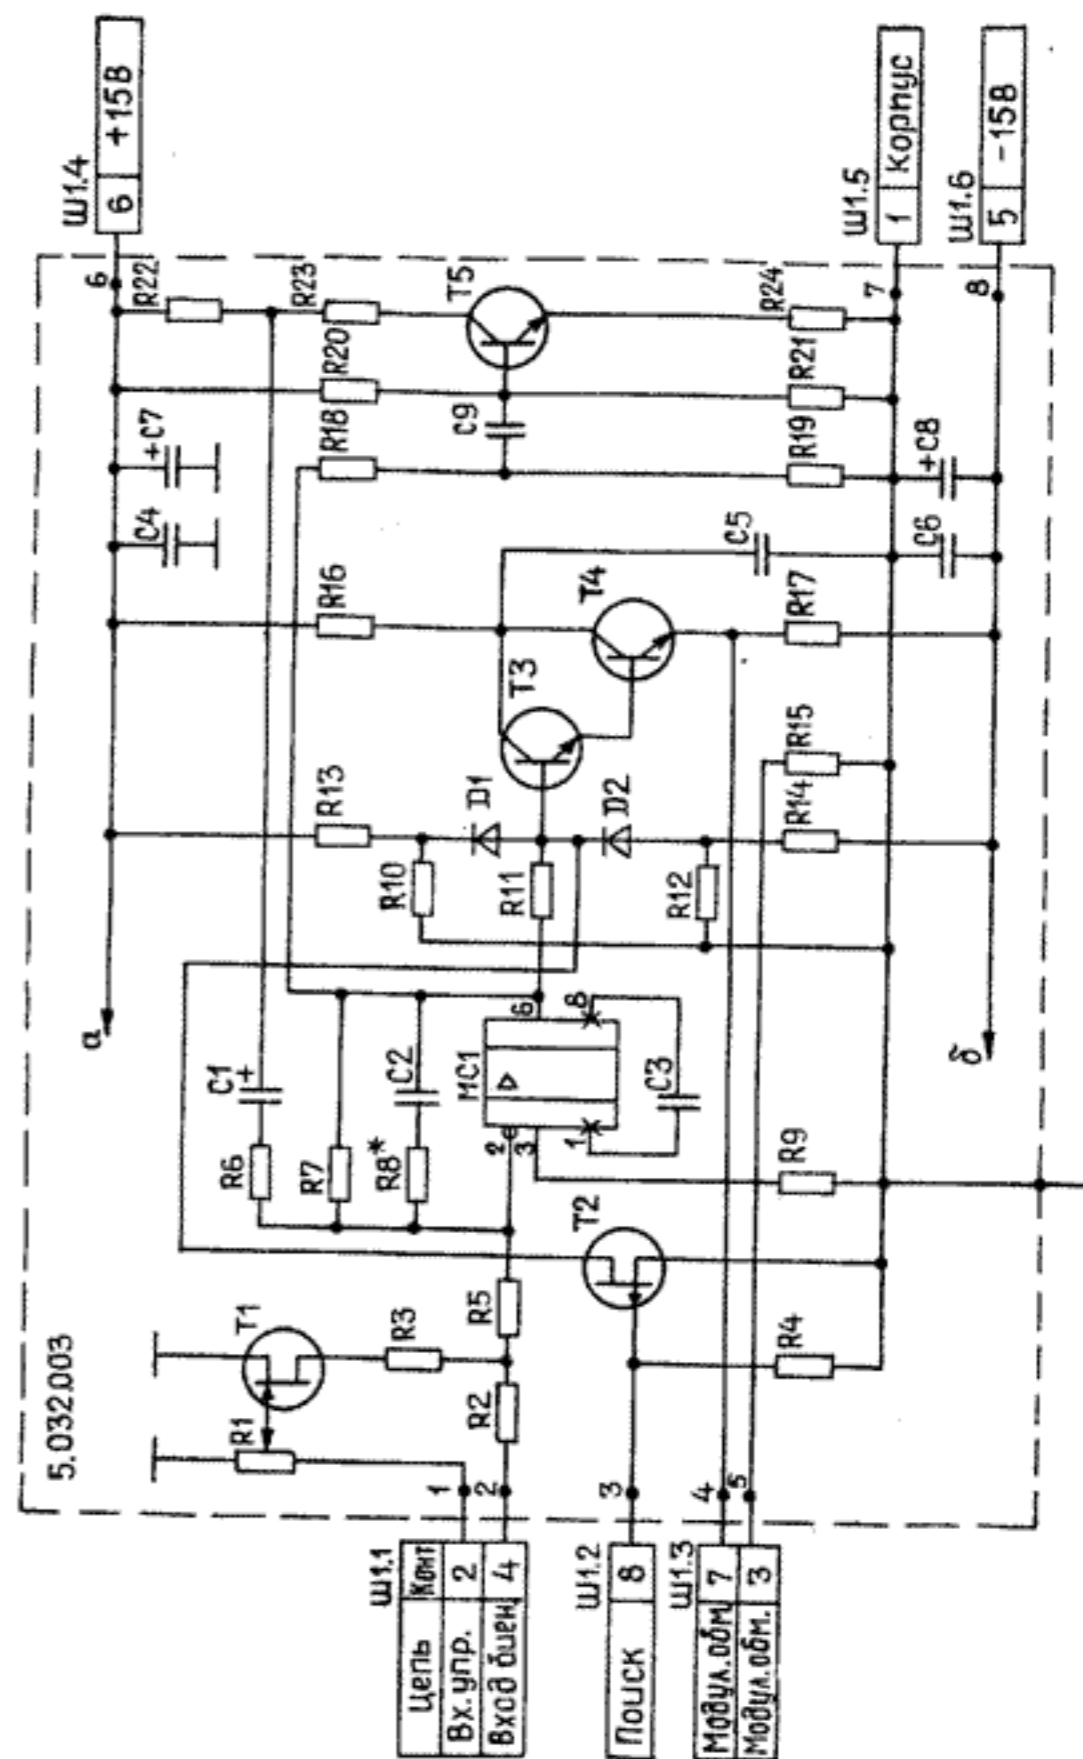 5.032.003
Ш1.1
Цепь Конт
Вх.упр. 2
Вход биен. 4
Ш1.2
Поиск 8
Ш1.3
Модул.обм. 7
Модул.обм. 3
Ш1.4
6 +15В
Ш1.5
1 Корпус
Ш1.6
5 -15В
1
2
3
4
5
6
7
8
а
б
R1
T1
R3
R2
R5
R4
T2
R6
C1
+
R7
R8*
C2
MC1
2
3
1
6
8
C3
R9
R10
R11
R12
R13
D1
D2
R14
R15
T3
T4
R16
R17
C4
+C7
C5
C6
+C8
R18
R19
C9
R20
R21
R22
R23
T5
R24